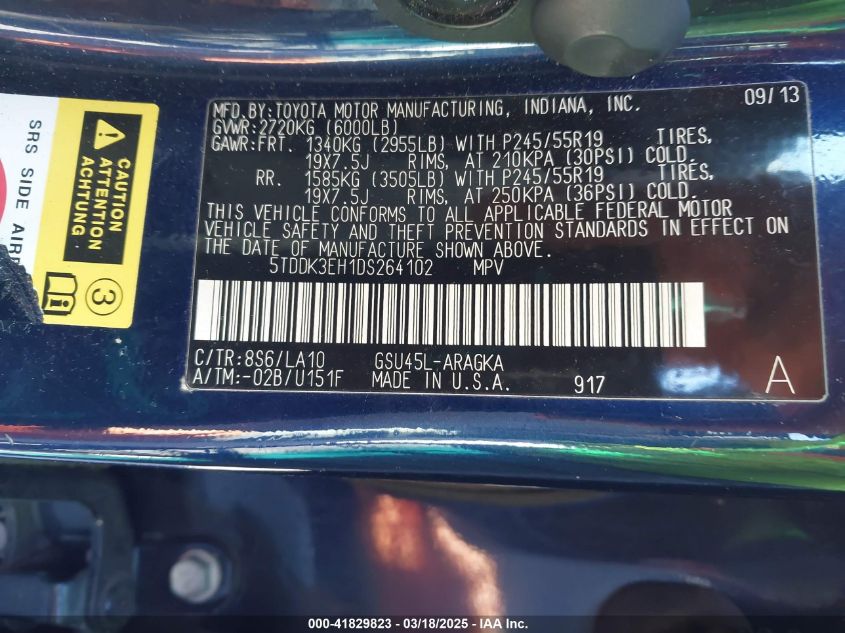 MFD.BY:TOYOTA MOTOR MANUFACTURING, INDIANA, INC. 09/13
GVWR:2720KG (6000LB)
GAWR:FRT. 1340KG (2955LB) WITH P245/55R19 TIRES,
19X7.5J RIMS, AT 210KPA (30PSI) COLD.
RR. 1585KG (3505LB) WITH P245/55R19 TIRES,
19X7.5J RIMS, AT 250KPA (36PSI) COLD.
THIS VEHICLE CONFORMS TO ALL APPLICABLE FEDERAL MOTOR
VEHICLE SAFETY AND THEFT PREVENTION STANDARDS IN EFFECT ON
THE DATE OF MANUFACTURE SHOWN ABOVE.
5TDDK3EH1DS264102 MPV
C/TR:8S6/LA10 GSU45L-ARAGKA
A/TM:-02B/U151F MADE IN U.S.A. 917 A
CAUTION
ATTENTION
ACHTUNG
3
SRS SIDE
000-41829823 - 03/18/2025 - IAA Inc.